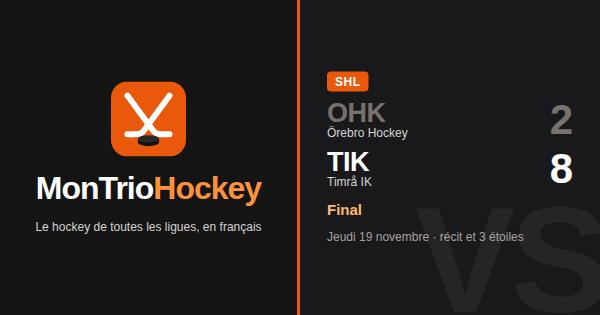 MonTrioHockey
Le hockey de toutes les ligues, en français
SHL
OHK 2
Örebro Hockey
TIK 8
Timrå IK
Final
Jeudi 19 novembre · récit et 3 étoiles
VS